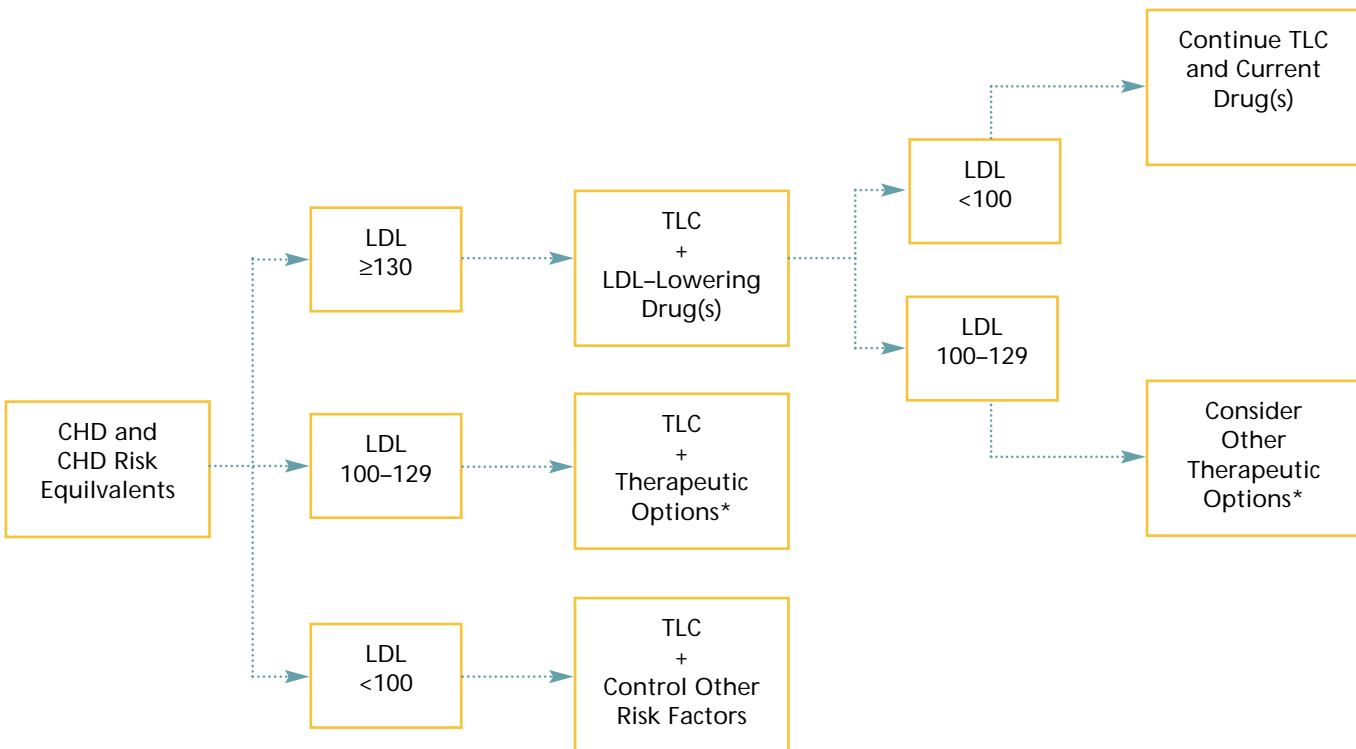 CHD and
CHD Risk
Equilvalents
LDL
≥130
LDL
100–129
LDL
<100
TLC
+
LDL–Lowering
Drug(s)
TLC
+
Therapeutic
Options*
TLC
+
Control Other
Risk Factors
LDL
<100
LDL
100–129
Continue TLC
and Current
Drug(s)
Consider
Other
Therapeutic
Options*